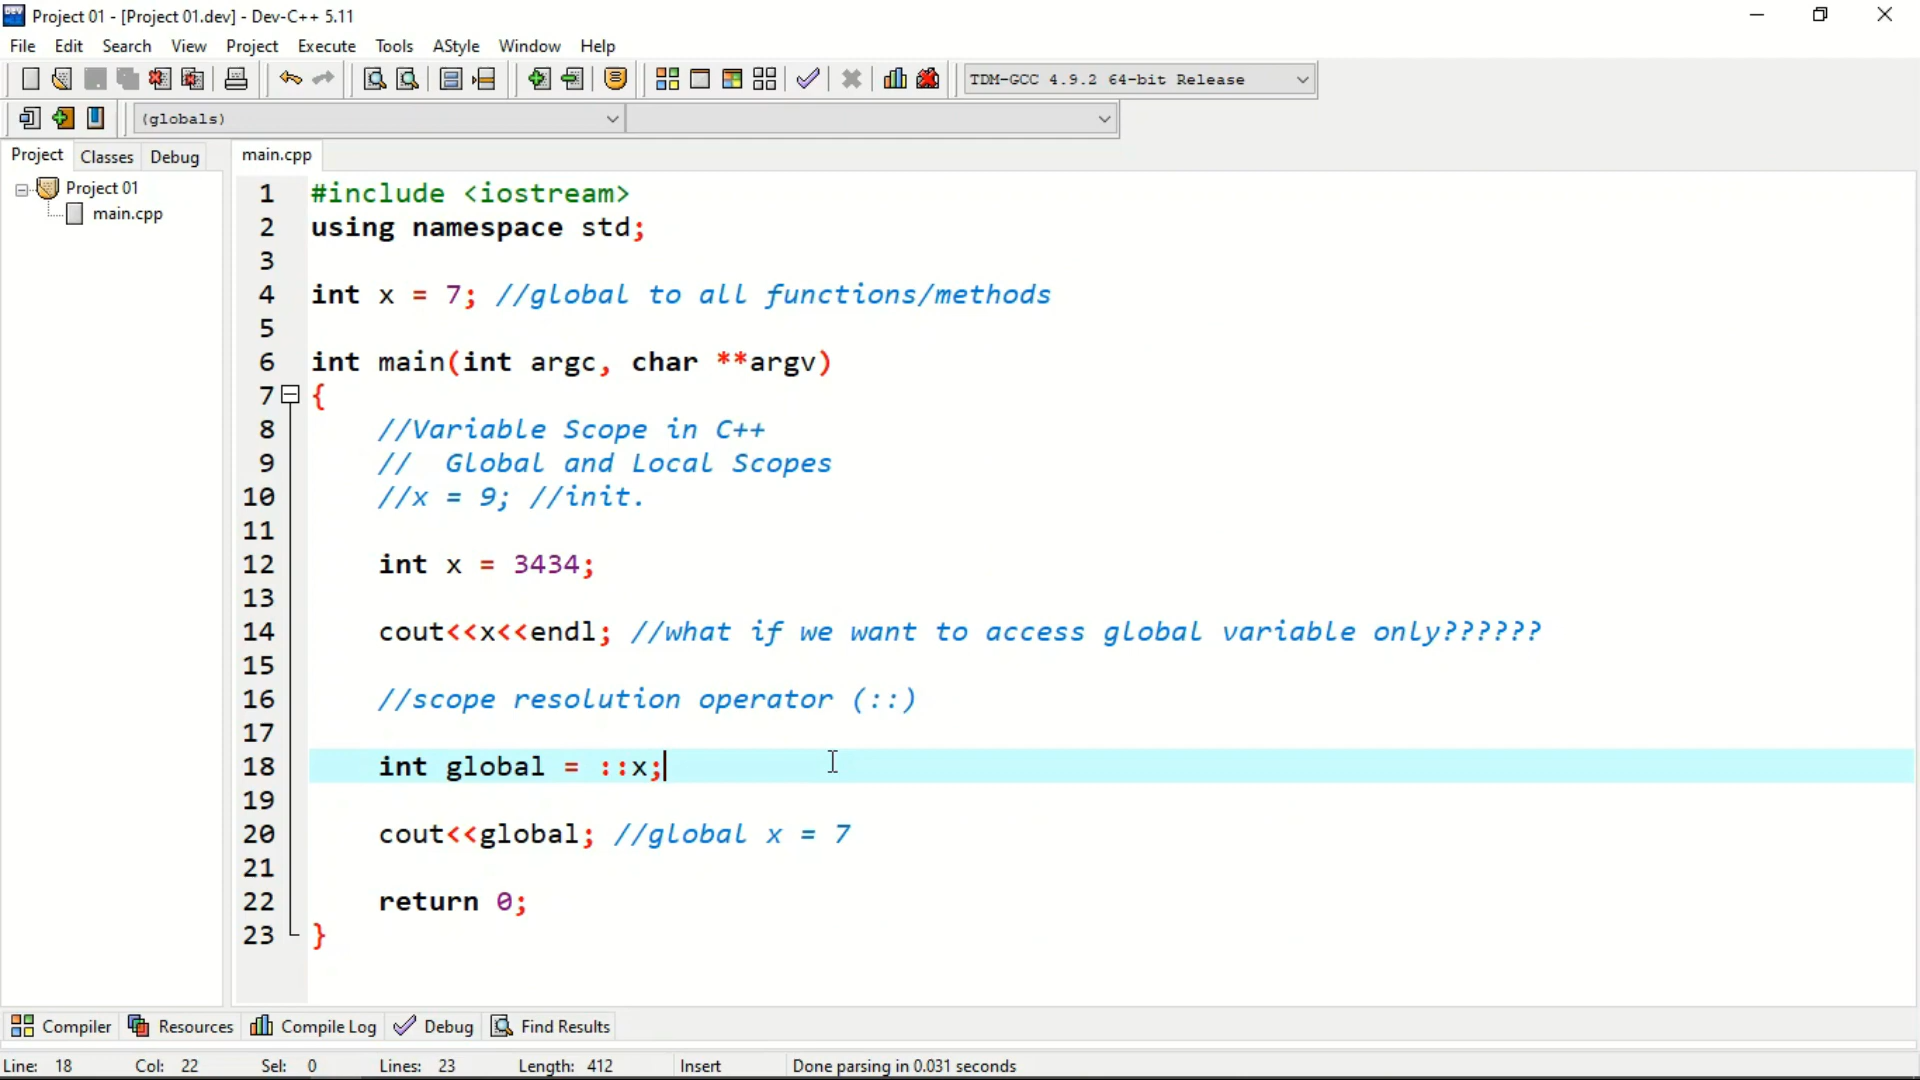 Project 01 - [Project 01.dev] - Dev-C++ 5.11
File Edit Search View Project Execute Tools AStyle Window Help
TDM-GCC 4.9.2 64-bit Release
(globals)
Project Classes Debug main.cpp
Project 01
main.cpp
1 #include <iostream>
2 using namespace std;
3
4 int x = 7; //global to all functions/methods
5
6 int main(int argc, char **argv)
7 {
8 //Variable Scope in C++
9 // Global and Local Scopes
10 //x = 9; //init.
11
12 int x = 3434;
13
14 cout<<x<<endl; //what if we want to access global variable only??????
15
16 //scope resolution operator (::)
17
18 int global = ::x;
19
20 cout<<global; //global x = 7
21
22 return 0;
23 }
Compiler Resources Compile Log Debug Find Results
Line: 18 Col: 22 Sel: 0 Lines: 23 Length: 412 Insert Done parsing in 0.031 seconds